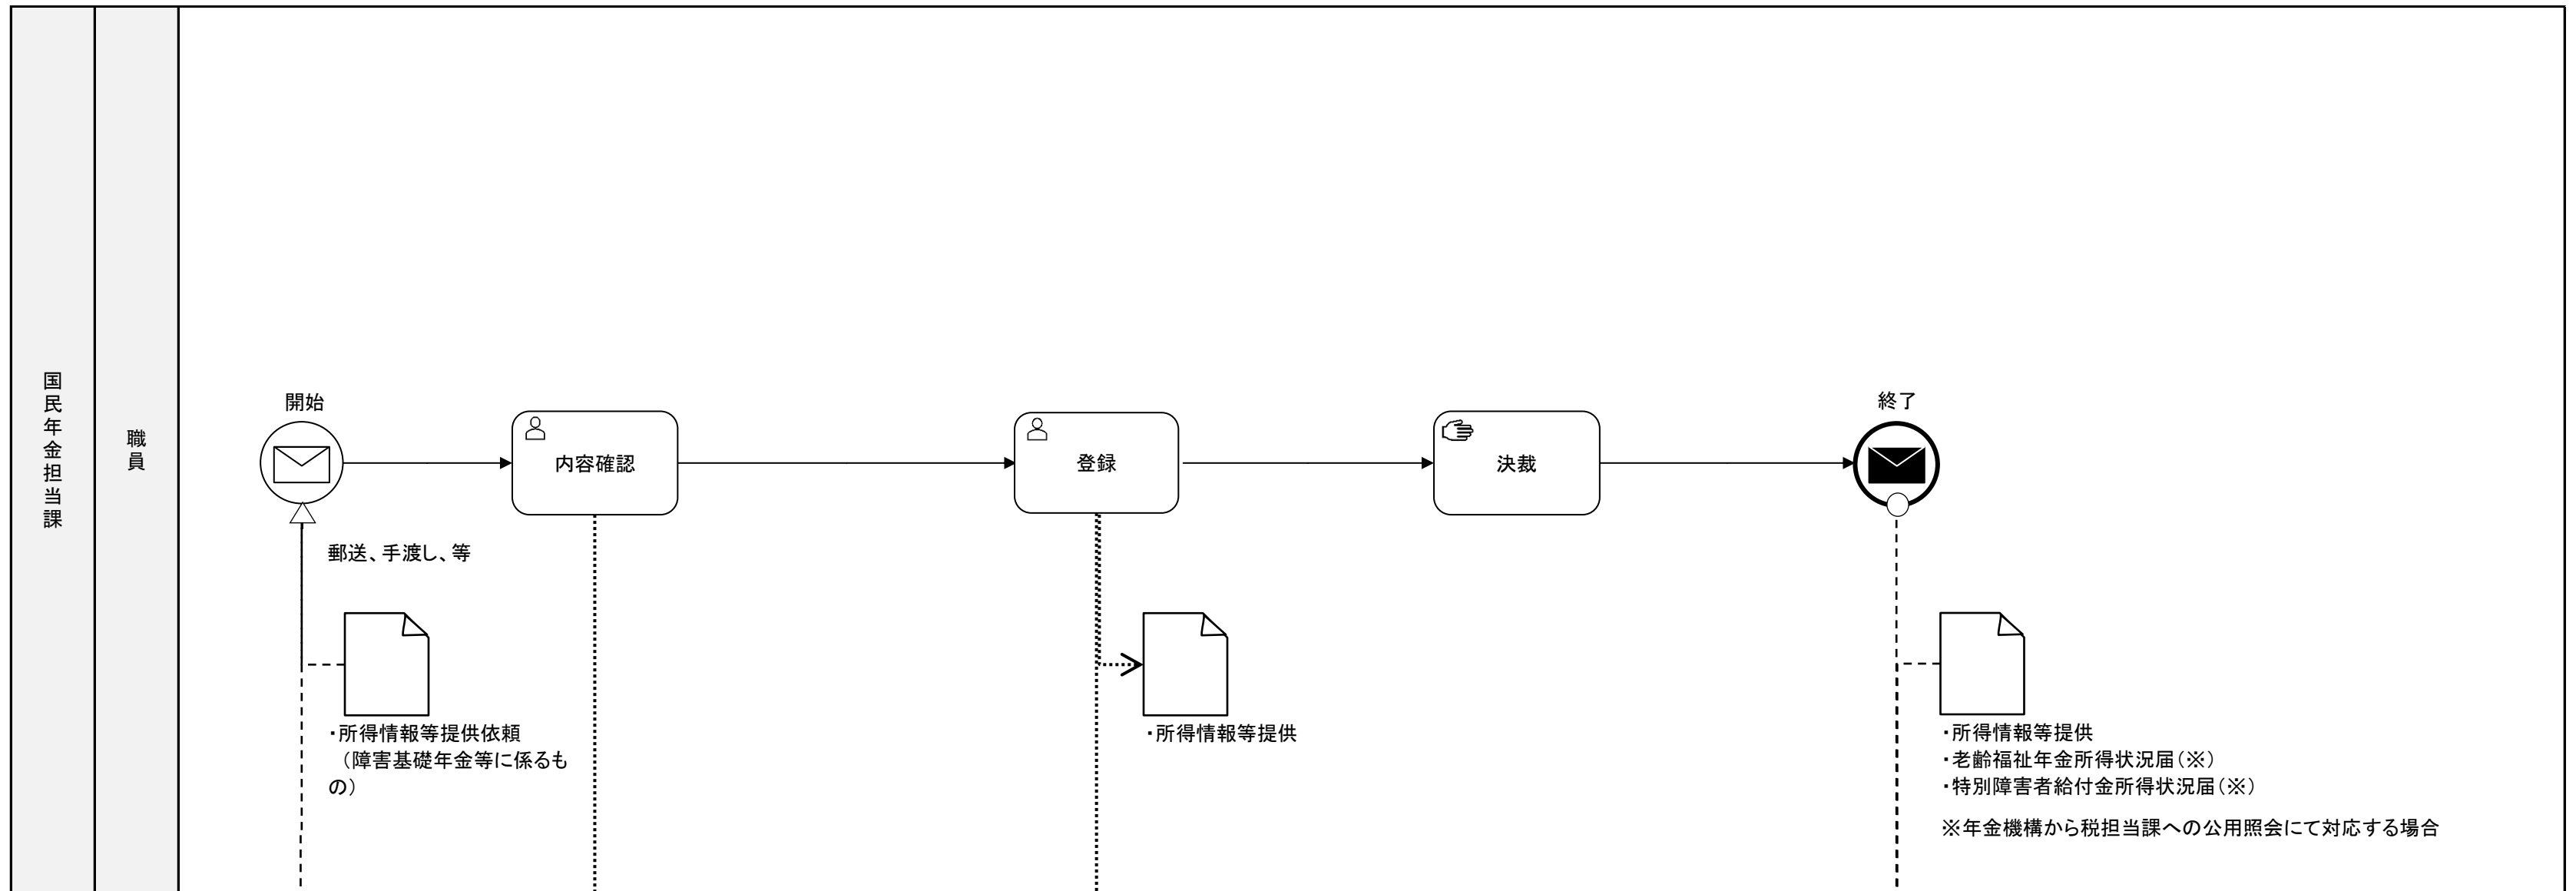 国民年金担当課
職員
開始
内容確認
登録
決裁
終了
郵送、手渡し、等
・所得情報等提供依頼
（障害基礎年金等に係るも
の）
・所得情報等提供
・所得情報等提供
・老齢福祉年金所得状況届（※）
・特別障害者給付金所得状況届（※）
※年金機構から税担当課への公用照会にて対応する場合